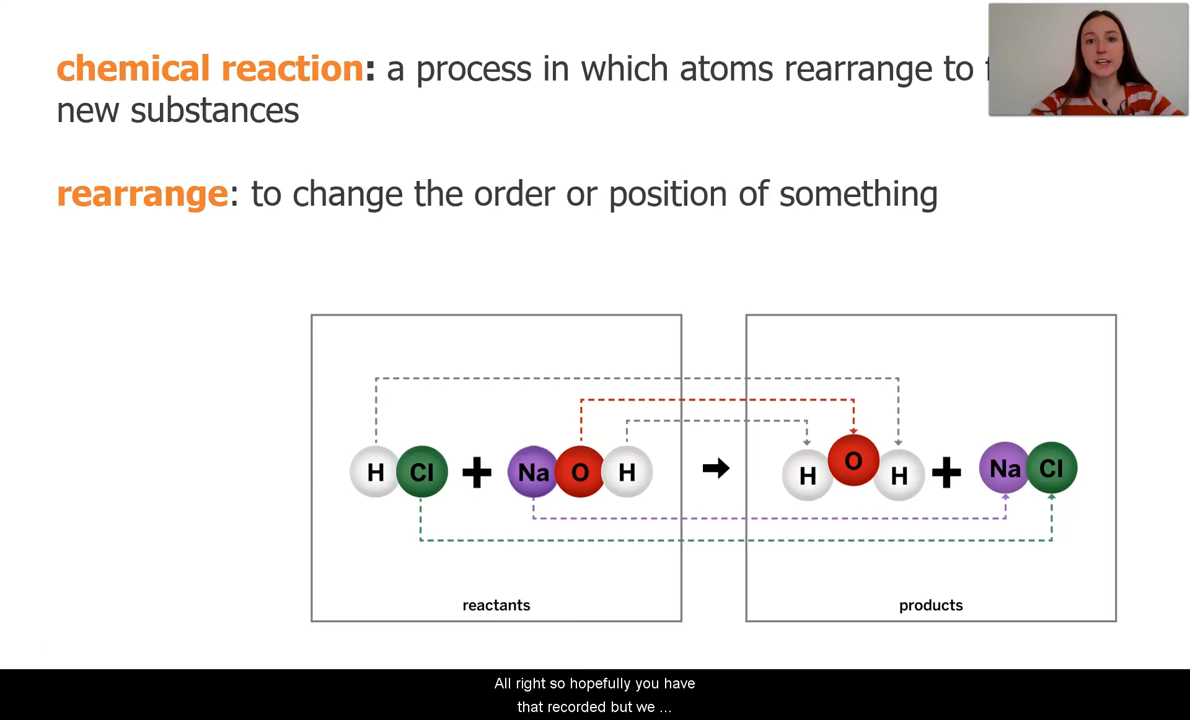 chemical reaction: a process in which atoms rearrange to
new substances
rearrange: to change the order or position of something
H Cl + Na O H → H O H + Na Cl
reactants products
All right so hopefully you have
that recorded but we ...